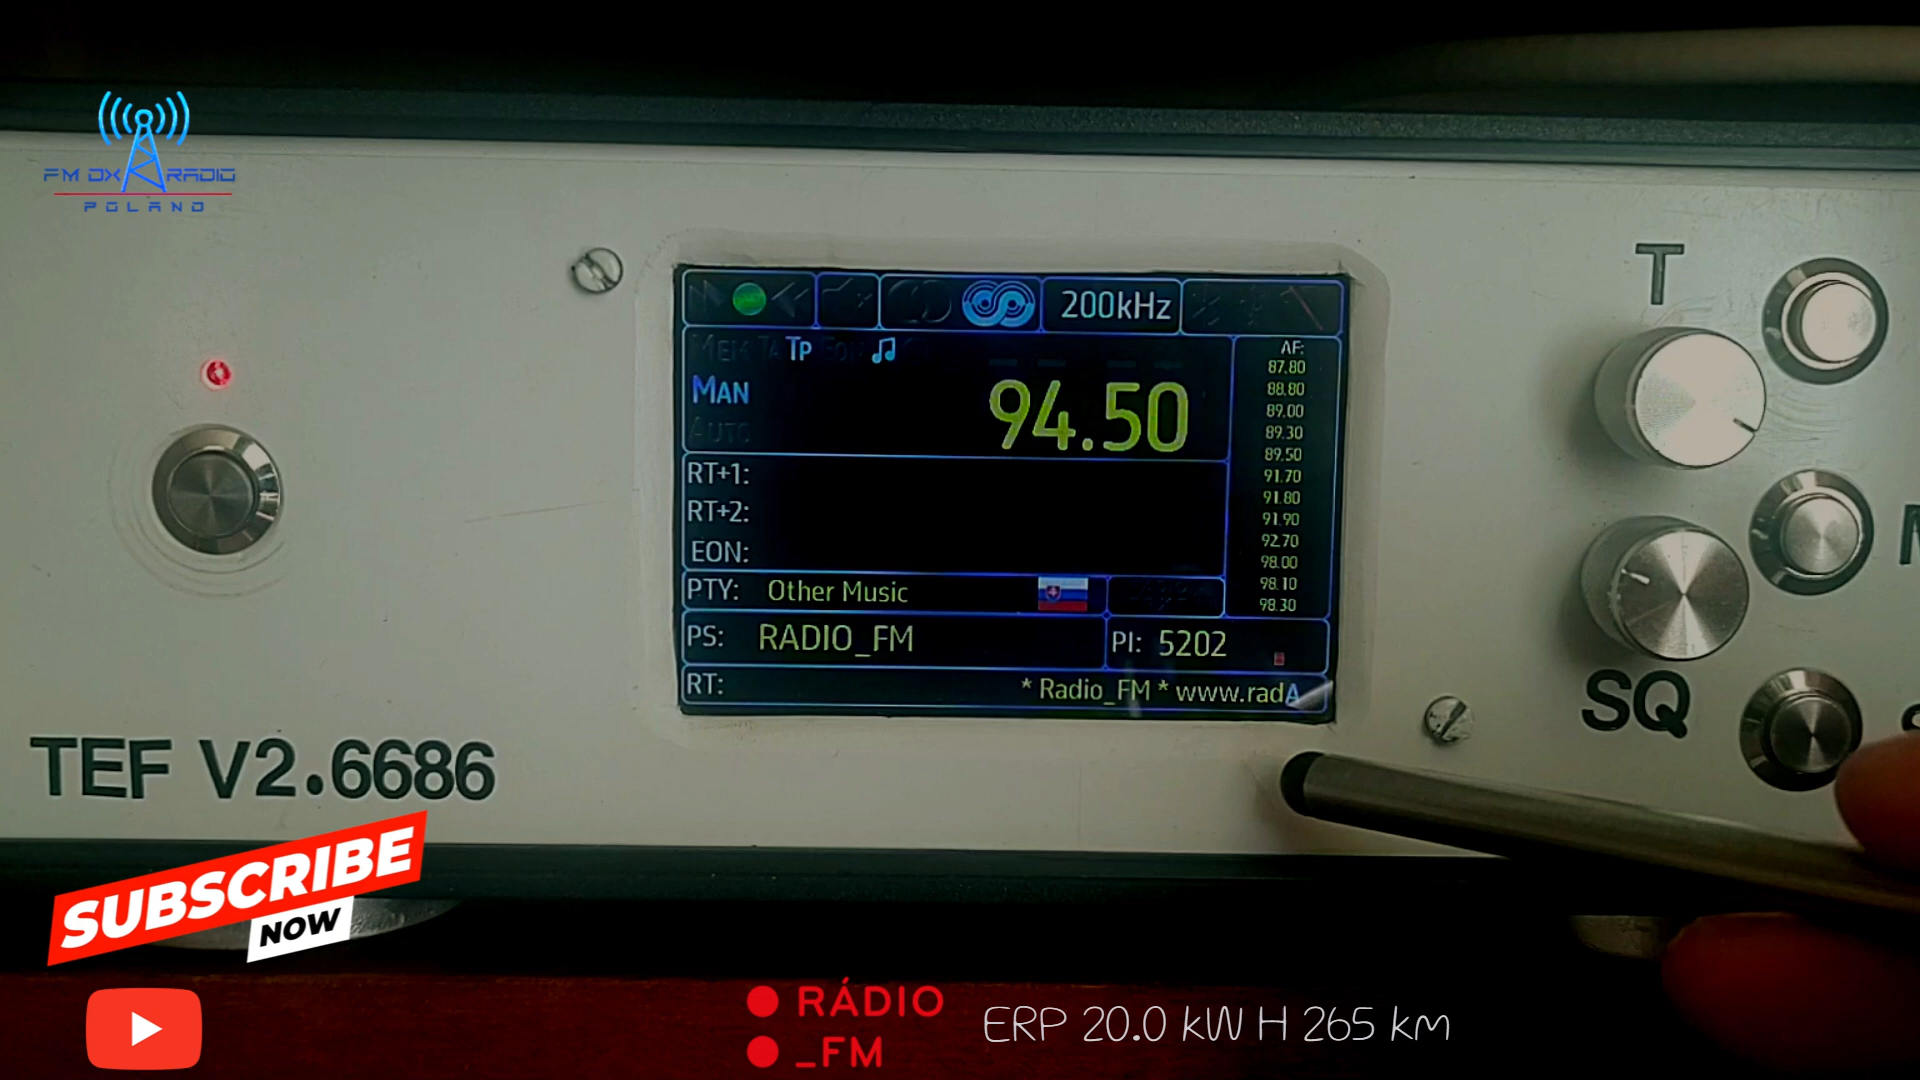 FM DX RADIO
POLAND
T
200kHz
MEM TA TP EON
AF:
87.80
88.80
89.00
89.30
89.50
91.70
91.80
91.90
92.70
98.00
98.10
98.30
MAN
94.50
AUTO
RT+1:
RT+2:
EON:
PTY: Other Music
PS: RADIO_FM
PI: 5202
RT: * Radio_FM * www.radA
SQ
TEF V2.6686
SUBSCRIBE
NOW
RÁDIO
_FM
ERP 20.0 kW H 265 km